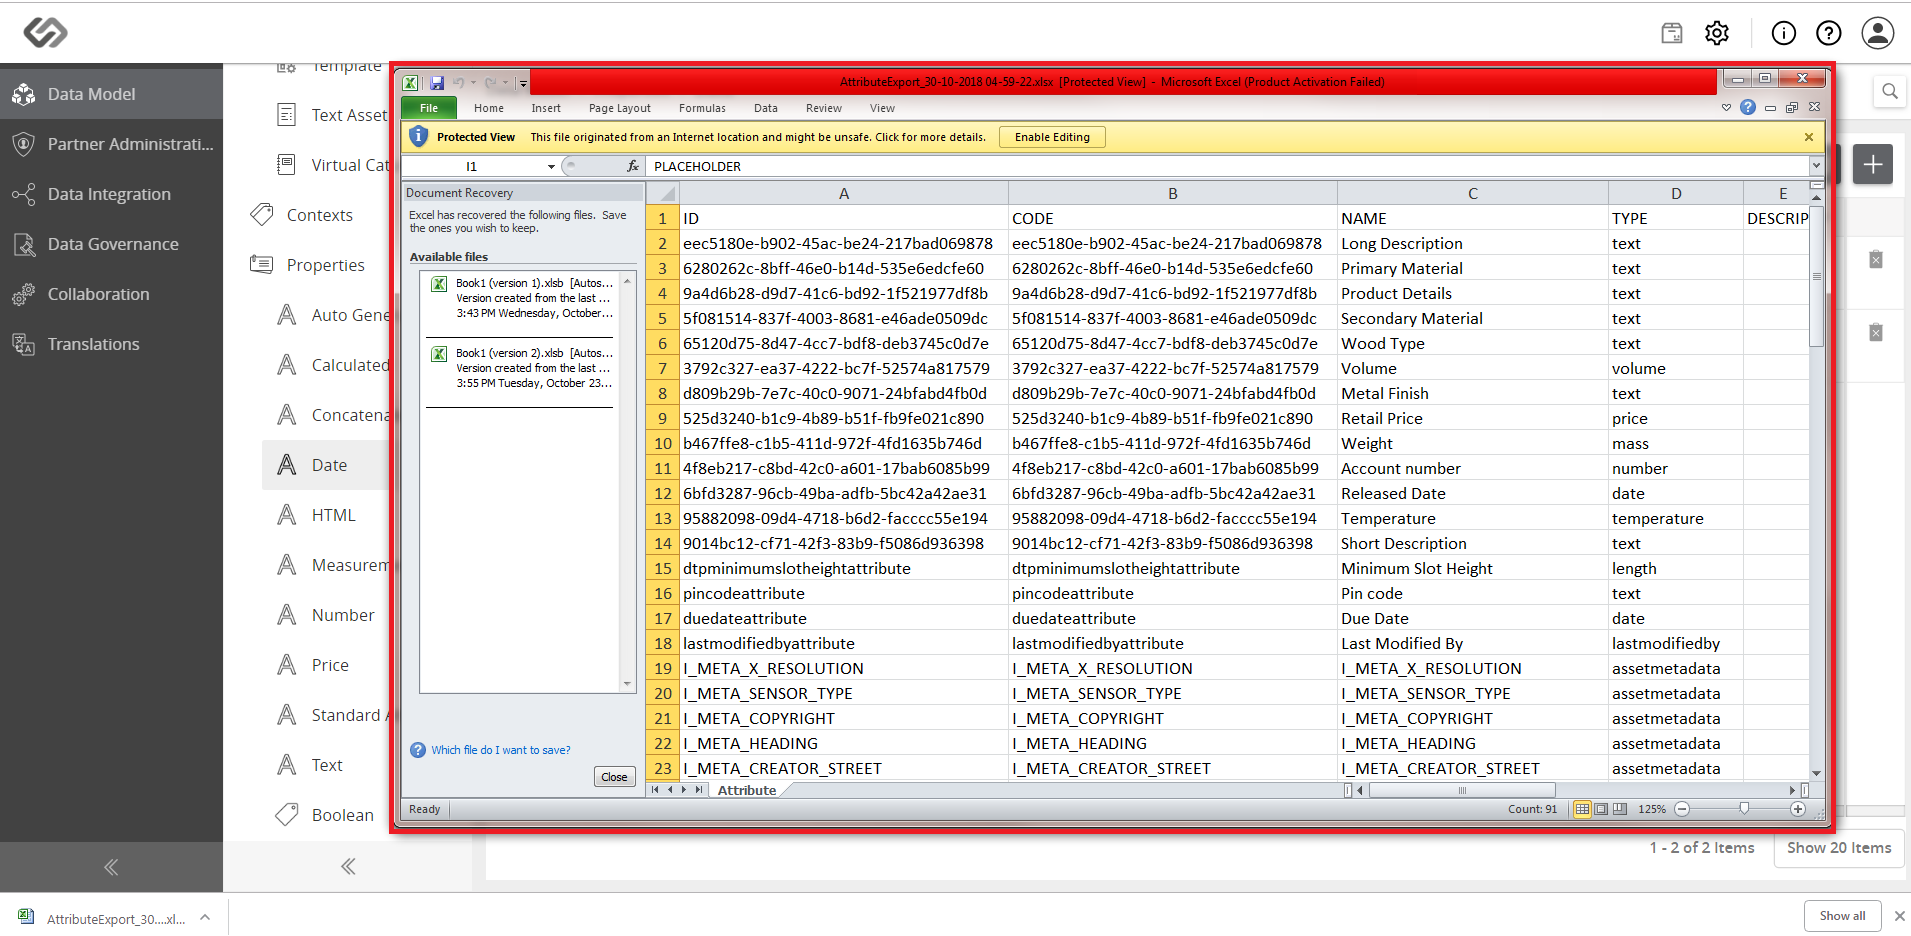 Data Model
Partner Administrati...
Data Integration
Data Governance
Collaboration
Translations
Template
Text Asset
Virtual Cat
Contexts
Properties
Auto Gene
Calculated
Concatena
Date
HTML
Measurem
Number
Price
Standard A
Text
Boolean
AttributeExport_30-10-2018 04-59-22.xlsx [Protected View] - Microsoft Excel (Product Activation Failed)
File Home Insert Page Layout Formulas Data Review View
Protected View This file originated from an Internet location and might be unsafe. Click for more details. Enable Editing
I1 fx PLACEHOLDER
Document Recovery
Excel has recovered the following files. Save
the ones you wish to keep.
Available files
Book1 (version 1).xlsb [Autos...
Version created from the last ...
3:43 PM Wednesday, October...
Book1 (version 2).xlsb [Autos...
Version created from the last ...
3:55 PM Tuesday, October 23...
Which file do I want to save?
Close
A B C D E
1 ID CODE NAME TYPE DESCRIP
2 eec5180e-b902-45ac-be24-217bad069878 eec5180e-b902-45ac-be24-217bad069878 Long Description text
3 6280262c-8bff-46e0-b14d-535e6edcfe60 6280262c-8bff-46e0-b14d-535e6edcfe60 Primary Material text
4 9a4d6b28-d9d7-41c6-bd92-1f521977df8b 9a4d6b28-d9d7-41c6-bd92-1f521977df8b Product Details text
5 5f081514-837f-4003-8681-e46ade0509dc 5f081514-837f-4003-8681-e46ade0509dc Secondary Material text
6 65120d75-8d47-4cc7-bdf8-deb3745c0d7e 65120d75-8d47-4cc7-bdf8-deb3745c0d7e Wood Type text
7 3792c327-ea37-4222-bc7f-52574a817579 3792c327-ea37-4222-bc7f-52574a817579 Volume volume
8 d809b29b-7e7c-40c0-9071-24bfabd4fb0d d809b29b-7e7c-40c0-9071-24bfabd4fb0d Metal Finish text
9 525d3240-b1c9-4b89-b51f-fb9fe021c890 525d3240-b1c9-4b89-b51f-fb9fe021c890 Retail Price price
10 b467ffe8-c1b5-411d-972f-4fd1635b746d b467ffe8-c1b5-411d-972f-4fd1635b746d Weight mass
11 4f8eb217-c8bd-42c0-a601-17bab6085b99 4f8eb217-c8bd-42c0-a601-17bab6085b99 Account number number
12 6bfd3287-96cb-49ba-adfb-5bc42a42ae31 6bfd3287-96cb-49ba-adfb-5bc42a42ae31 Released Date date
13 95882098-09d4-4718-b6d2-facccc55e194 95882098-09d4-4718-b6d2-facccc55e194 Temperature temperature
14 9014bc12-cf71-42f3-83b9-f5086d936398 9014bc12-cf71-42f3-83b9-f5086d936398 Short Description text
15 dtpminimumslotheightattribute dtpminimumslotheightattribute Minimum Slot Height length
16 pincodeattribute pincodeattribute Pin code text
17 duedateattribute duedateattribute Due Date date
18 lastmodifiedbyattribute lastmodifiedbyattribute Last Modified By lastmodifiedby
19 I_META_X_RESOLUTION I_META_X_RESOLUTION I_META_X_RESOLUTION assetmetadata
20 I_META_SENSOR_TYPE I_META_SENSOR_TYPE I_META_SENSOR_TYPE assetmetadata
21 I_META_COPYRIGHT I_META_COPYRIGHT I_META_COPYRIGHT assetmetadata
22 I_META_HEADING I_META_HEADING I_META_HEADING assetmetadata
23 I_META_CREATOR_STREET I_META_CREATOR_STREET I_META_CREATOR_STREET assetmetadata
Attribute
Ready Count: 91 125%
1 - 2 of 2 Items Show 20 Items
AttributeExport_30....xl... Show all